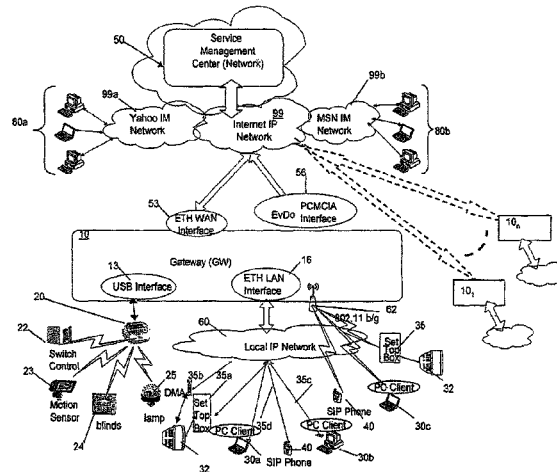 50
Service
Management
Center (Network)
99a
99b
80a
Yahoo IM
Network
99
Internet IP
Network
MSN IM
Network
80b
53
ETH WAN
Interface
56
EvDo PCMCIA
Interface
10n
10
Gateway (GW)
13
USB Interface
16
ETH LAN
Interface
102
20
62
802.11 b/g
22
Switch
Control
60
Local IP Network
35
Set
Top
Box
32
23
Motion
Sensor
24
blinds
25
lamp
DMA
35b
35a
Set
Top
Box
32
35d
PC Client
30a
35c
40
SIP Phone
PC Client
30b
SIP Phone
40
PC Client
30c